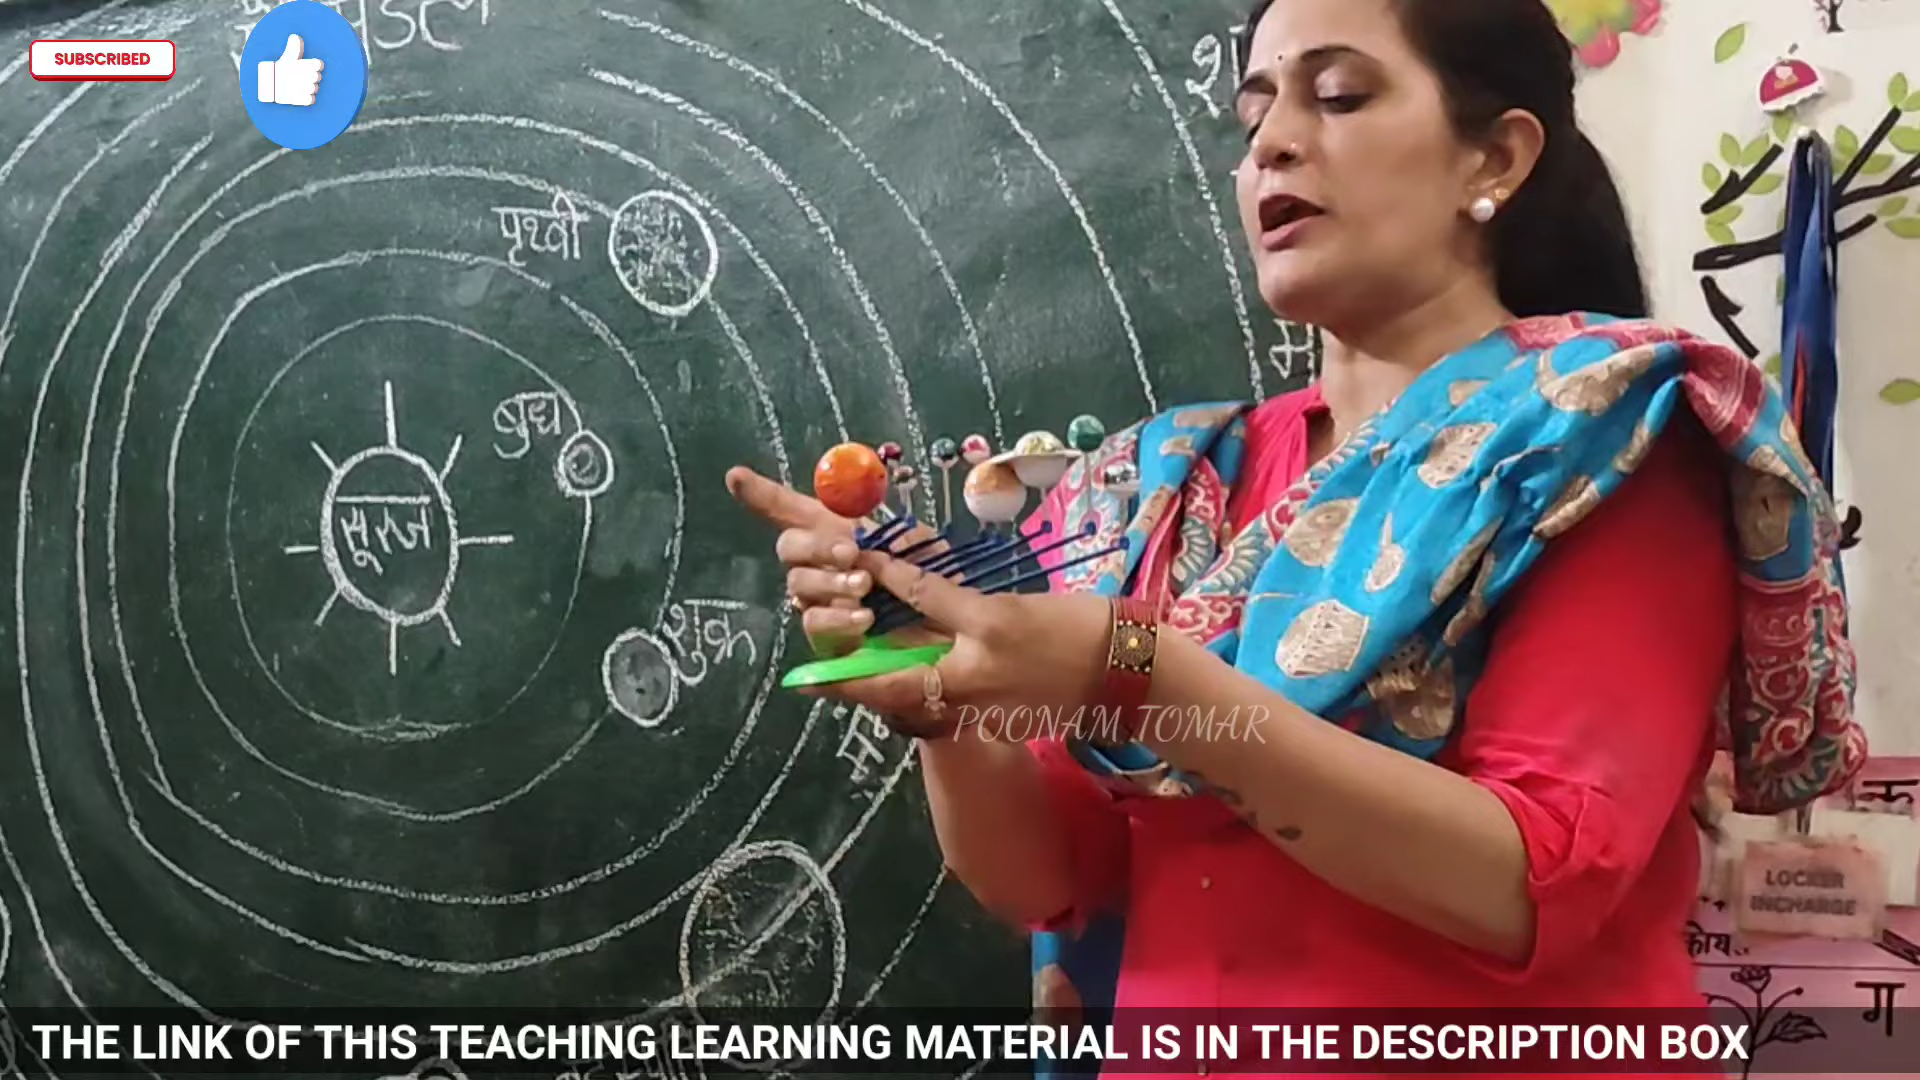 SUBSCRIBED
पृथ्वी
बुध
सूरज
शुक्र
POONAM TOMAR
LOCKER
INCHARGE
ग
THE LINK OF THIS TEACHING LEARNING MATERIAL IS IN THE DESCRIPTION BOX